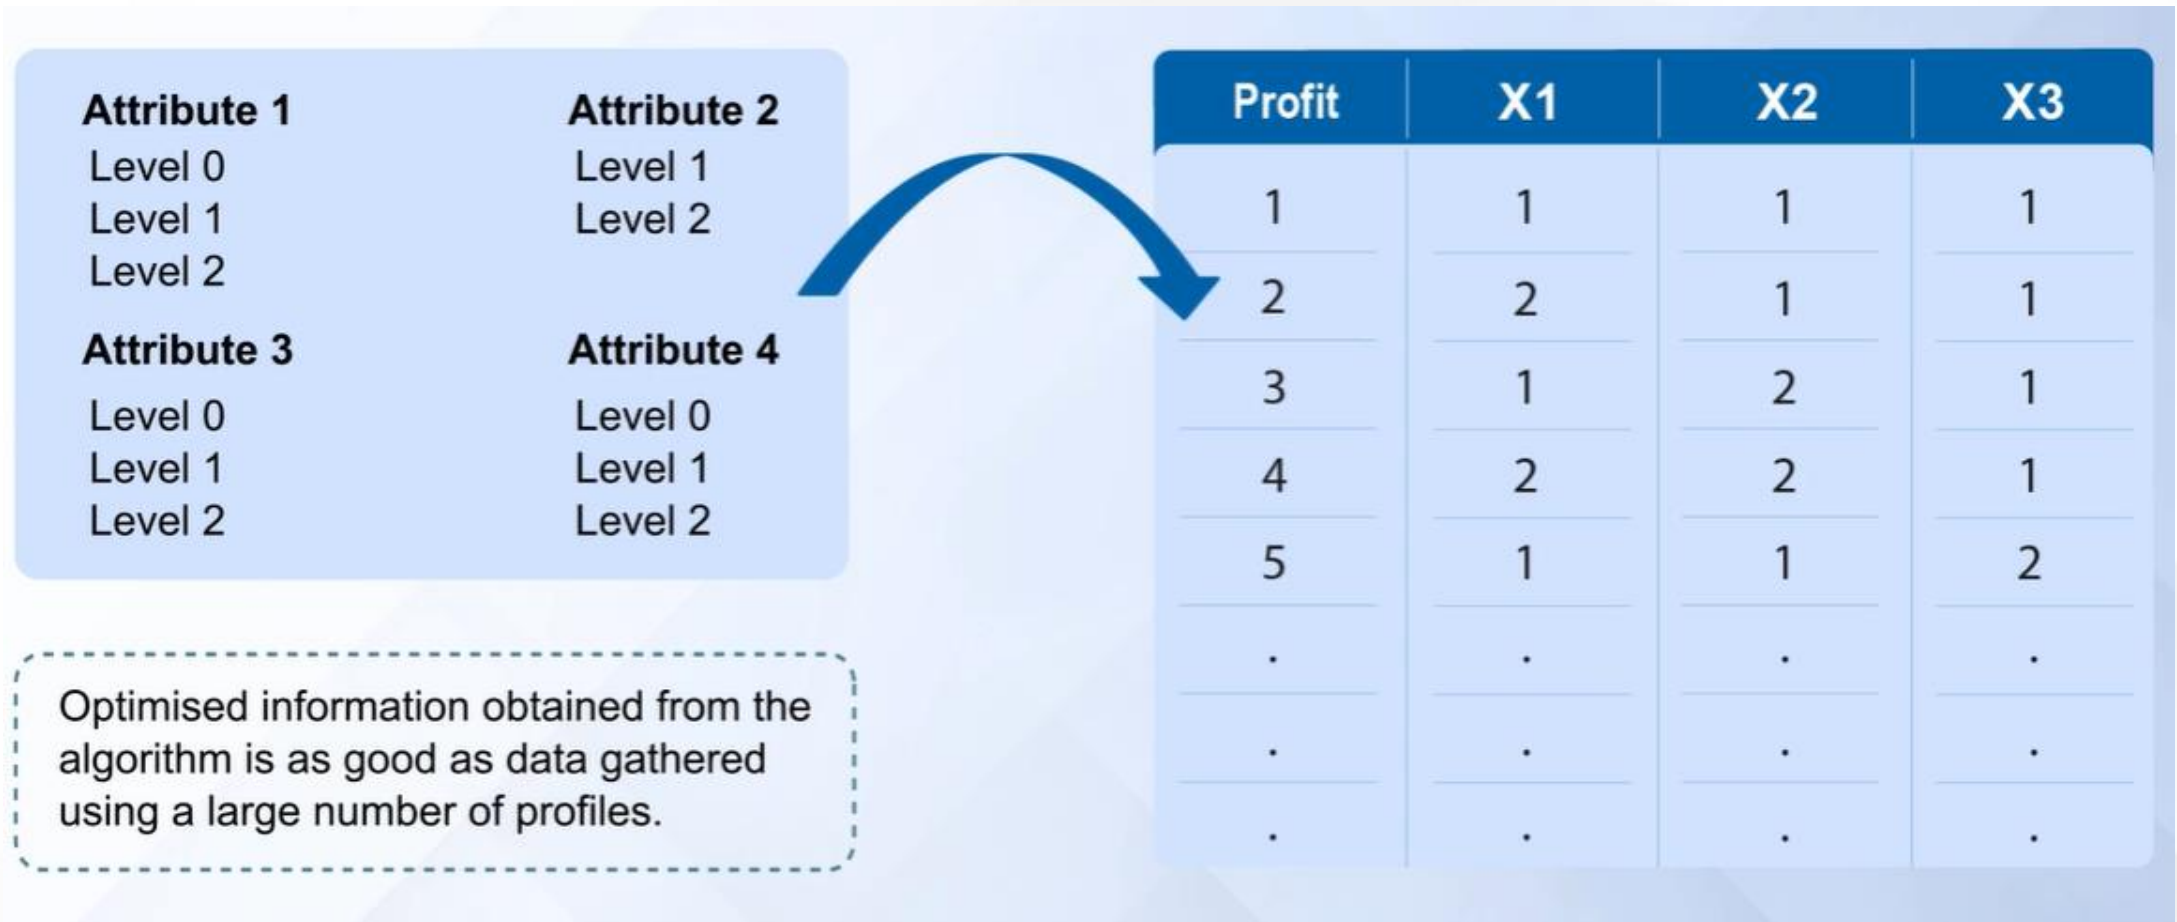 Attribute 1
Level 0
Level 1
Level 2
Attribute 2
Level 1
Level 2
Attribute 3
Level 0
Level 1
Level 2
Attribute 4
Level 0
Level 1
Level 2
Optimised information obtained from the
algorithm is as good as data gathered
using a large number of profiles.
Profit X1 X2 X3
1 1 1 1
2 2 1 1
3 1 2 1
4 2 2 1
5 1 1 2
. . . .
. . . .
. . . .